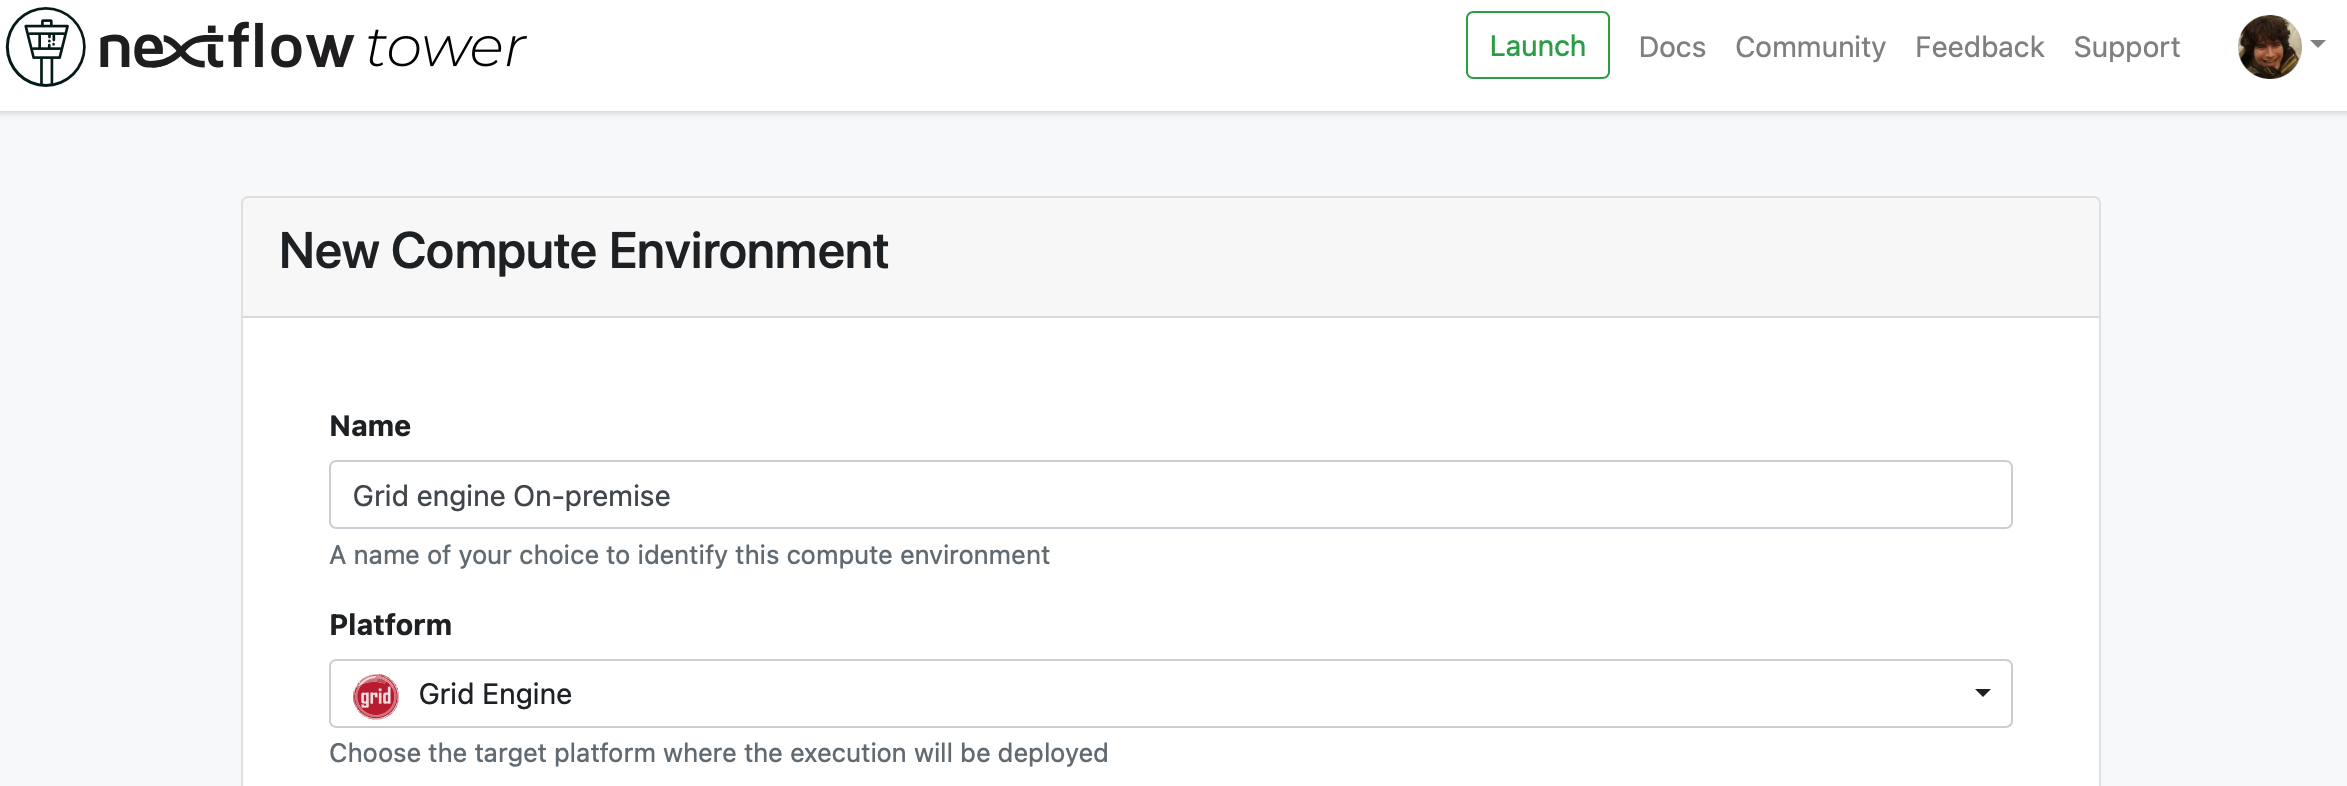 nextflow tower
Launch Docs Community Feedback Support
New Compute Environment
Name
Grid engine On-premise
A name of your choice to identify this compute environment
Platform
grid Grid Engine
Choose the target platform where the execution will be deployed